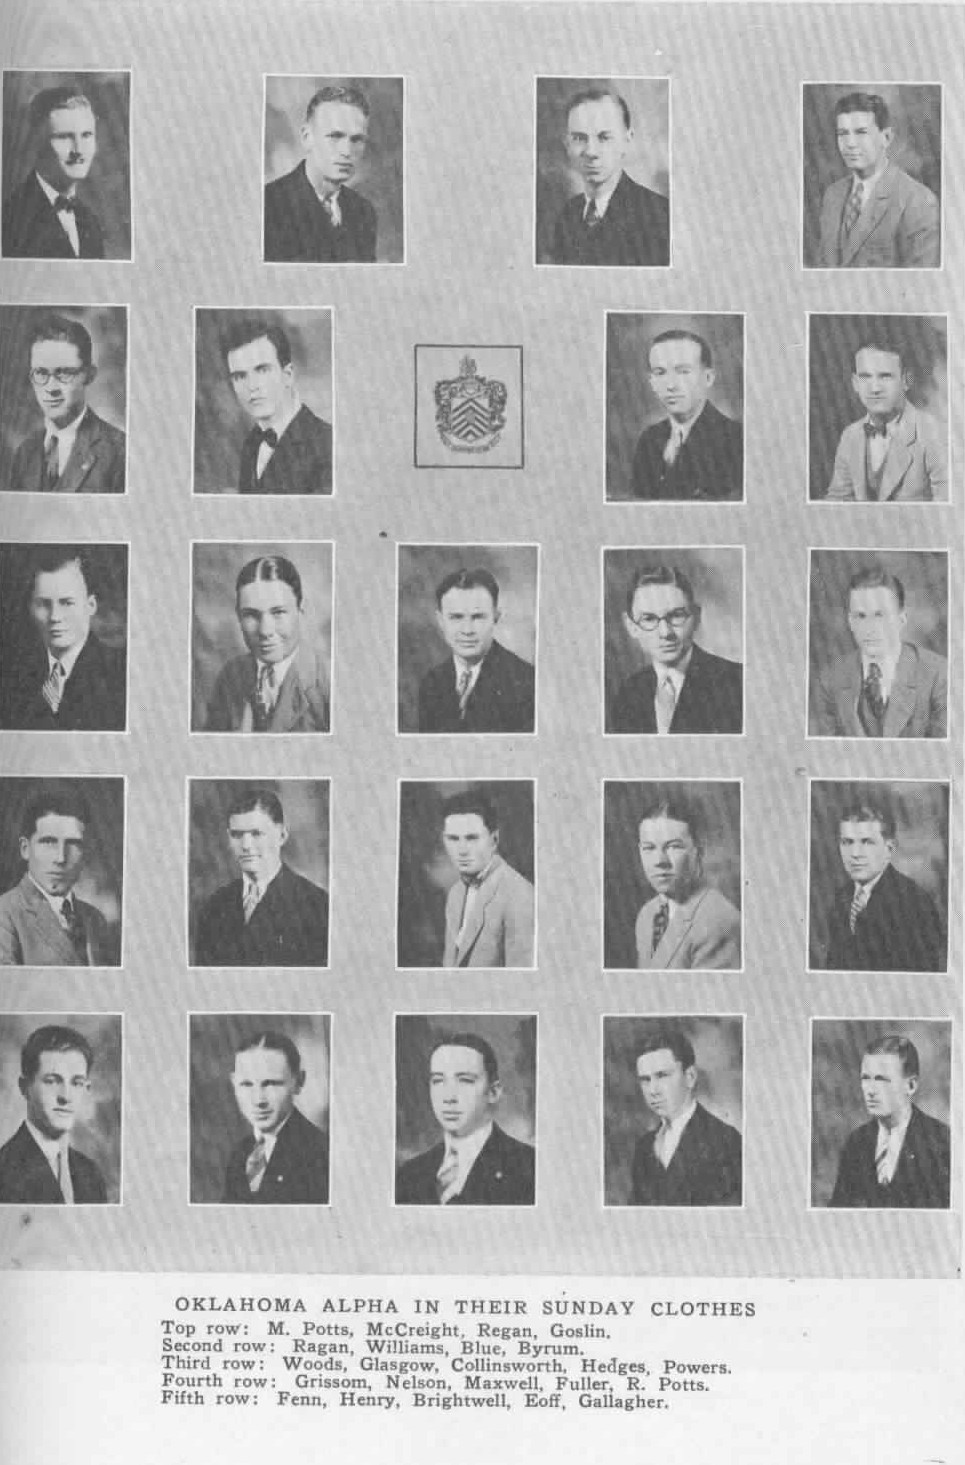 OKLAHOMA ALPHA IN THEIR SUNDAY CLOTHES
Top row: M. Potts, McCreight, Regan, Goslin.
Second row: Ragan, Williams, Blue, Byrum.
Third row: Woods, Glasgow, Collinsworth, Hedges, Powers.
Fourth row: Grissom, Nelson, Maxwell, Fuller, R. Potts.
Fifth row: Fenn, Henry, Brightwell, Eoff, Gallagher.